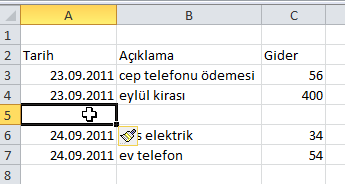 A B C
1
2 Tarih Açıklama Gider
3 23.09.2011 cep telefonu ödemesi 56
4 23.09.2011 eylül kirası 400
5
6 24.09.2011 elektrik 34
7 24.09.2011 ev telefon 54